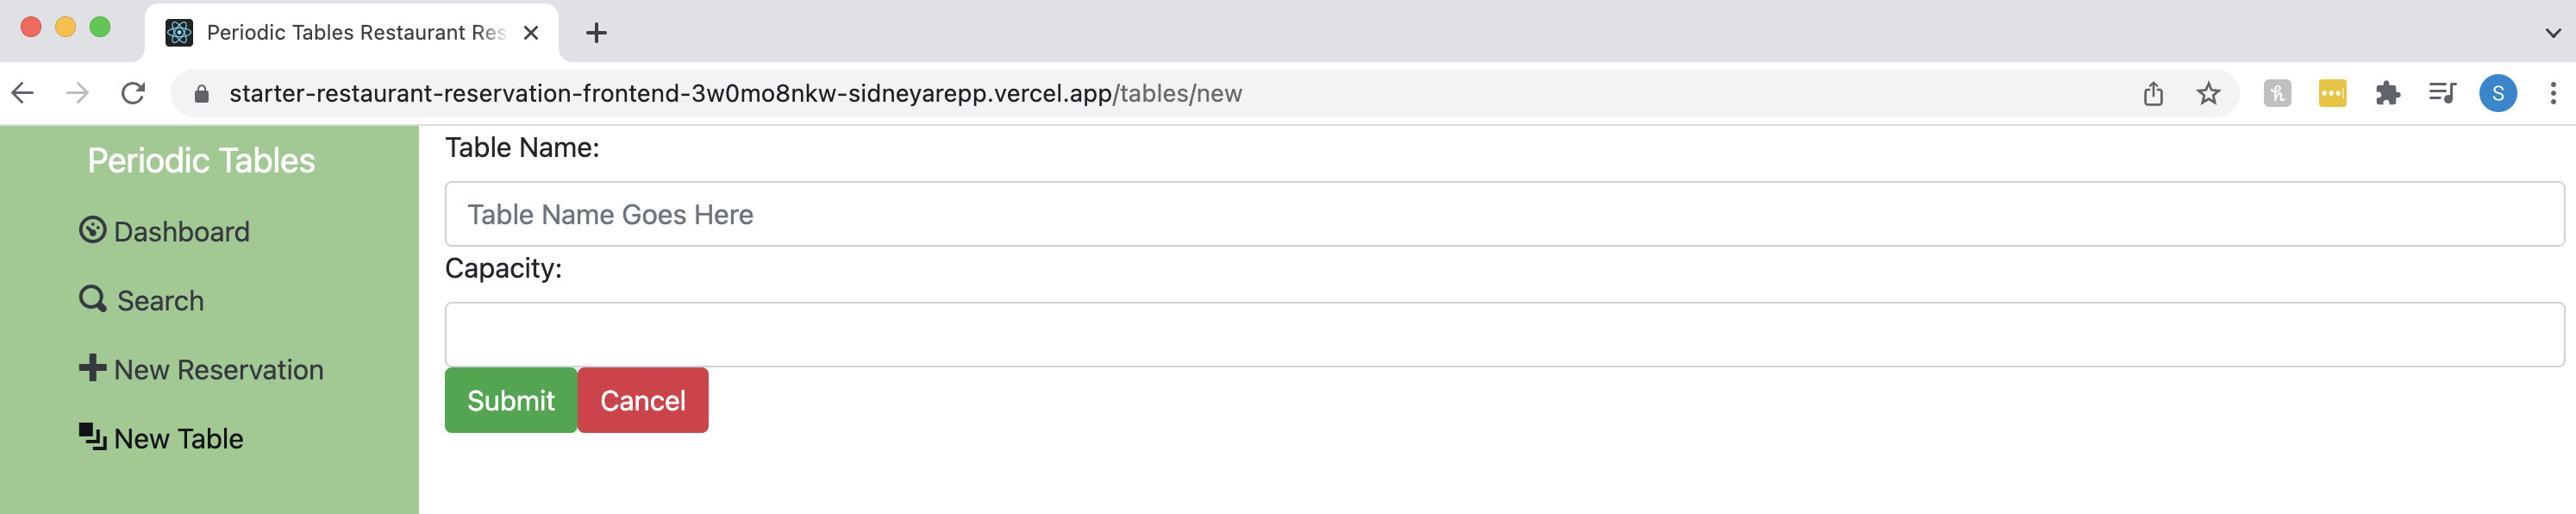 Periodic Tables Restaurant Res
starter-restaurant-reservation-frontend-3w0mo8nkw-sidneyarepp.vercel.app/tables/new
S
Periodic Tables
Dashboard
Search
New Reservation
New Table
Table Name:
Table Name Goes Here
Capacity:
Submit
Cancel